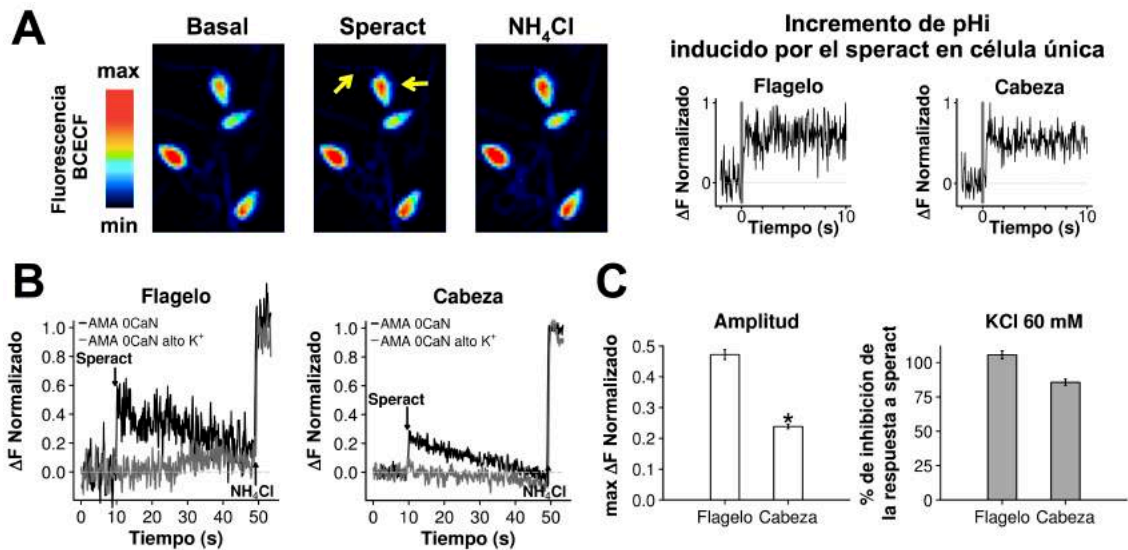 A
Basal
Speract
NH₄Cl
Fluorescencia
BCECF
max
min
Incremento de pHi
inducido por el speract en célula única
Flagelo
ΔF Normalizado
1
0
0
10
Tiempo (s)
Cabeza
ΔF Normalizado
1
0
0
10
Tiempo (s)
B
Flagelo
ΔF Normalizado
1.0
0.8
0.6
0.4
0.2
0.0
AMA 0CaN
AMA 0CaN alto K⁺
Speract
NH₄Cl
0 10 20 30 40 50
Tiempo (s)
Cabeza
ΔF Normalizado
1.0
0.8
0.6
0.4
0.2
0.0
AMA 0CaN
AMA 0CaN alto K⁺
Speract
NH₄Cl
0 10 20 30 40 50
Tiempo (s)
C
Amplitud
max ΔF Normalizado
0.5
0.4
0.3
0.2
0.1
0.0
*
Flagelo Cabeza
KCl 60 mM
% de inhibición de
la respuesta a speract
100
75
50
25
0
Flagelo Cabeza